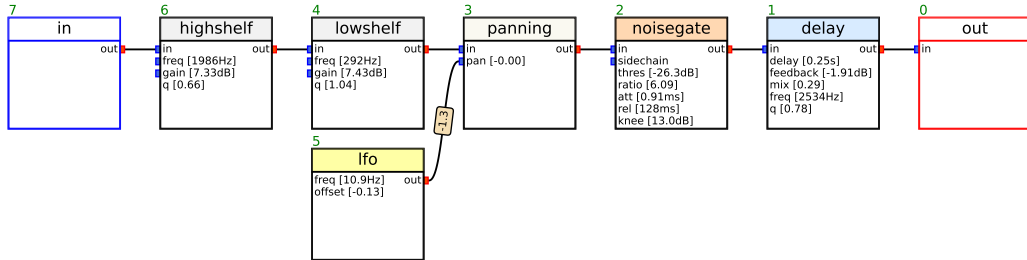 7
in
out
6
highshelf
in out
freq [1986Hz]
gain [7.33dB]
q [0.66]
4
lowshelf
in out
freq [292Hz]
gain [7.43dB]
q [1.04]
3
panning
in out
pan [-0.00]
2
noisegate
in out
sidechain
thres [-26.3dB]
ratio [6.09]
att [0.91ms]
rel [128ms]
knee [13.0dB]
1
delay
in out
delay [0.25s]
feedback [-1.91dB]
mix [0.29]
freq [2534Hz]
q [0.78]
0
out
in
-1.3
5
lfo
freq [10.9Hz] out
offset [-0.13]